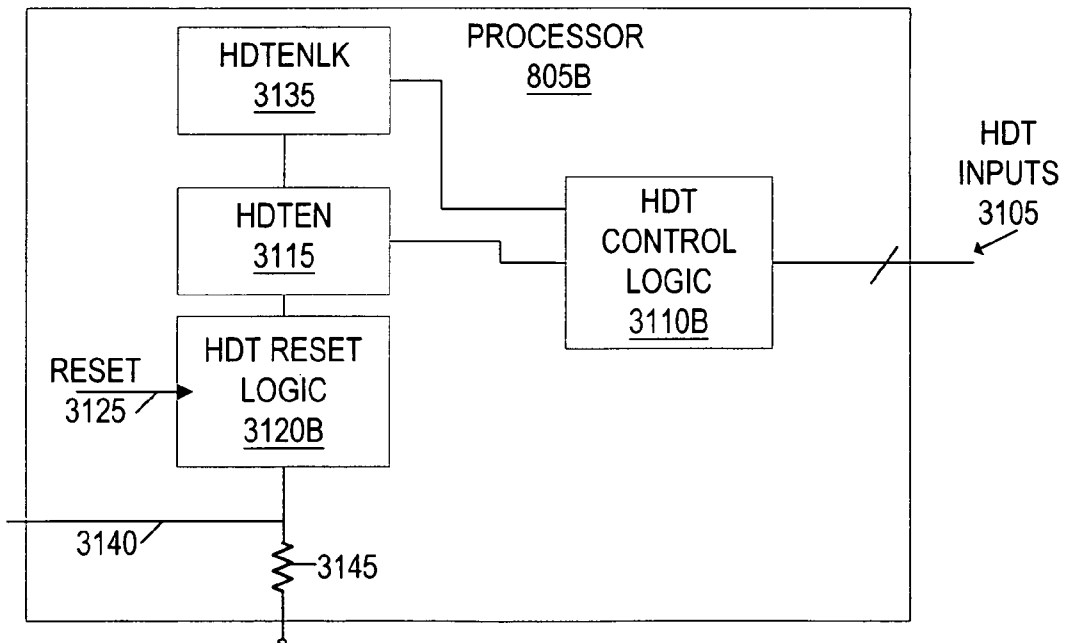 PROCESSOR
805B
HDTENLK
3135
HDTEN
3115
HDT
CONTROL
LOGIC
3110B
HDT
INPUTS
3105
HDT RESET
LOGIC
3120B
RESET
3125
3140
3145